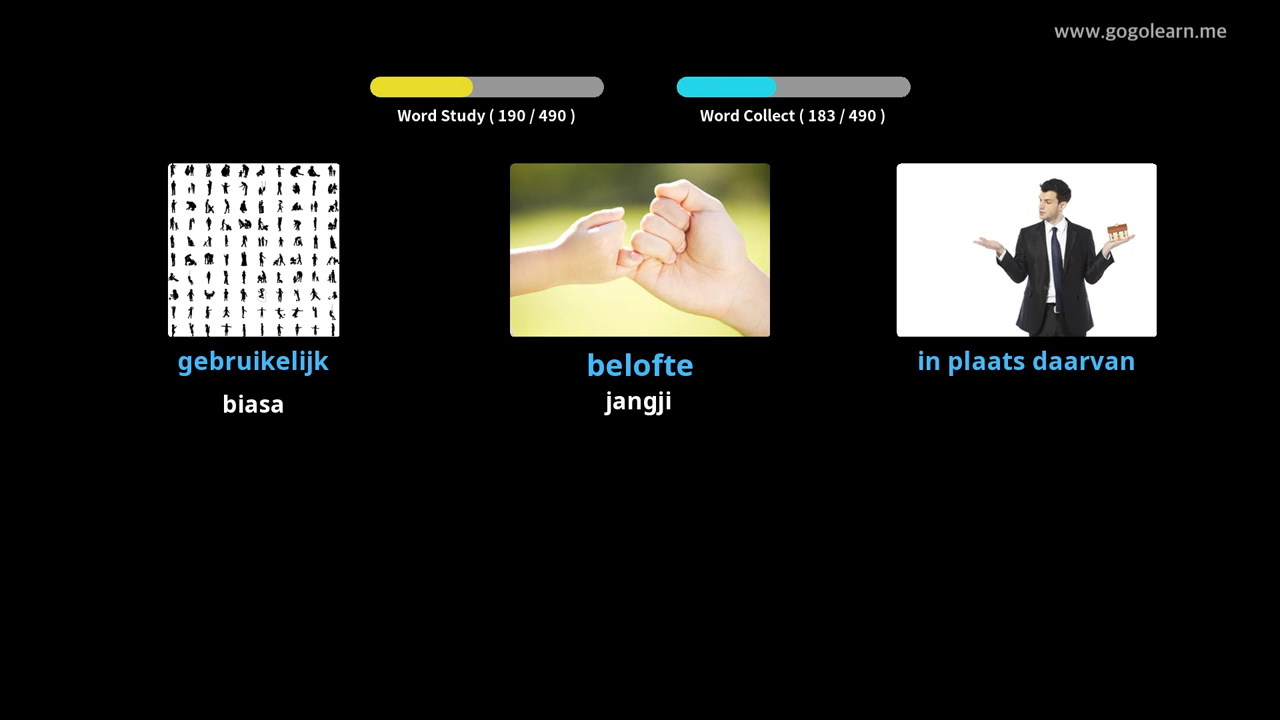 www.gogolearn.me
Word Study ( 190 / 490 )
Word Collect ( 183 / 490 )
gebruikelijk
biasa
belofte
jangji
in plaats daarvan